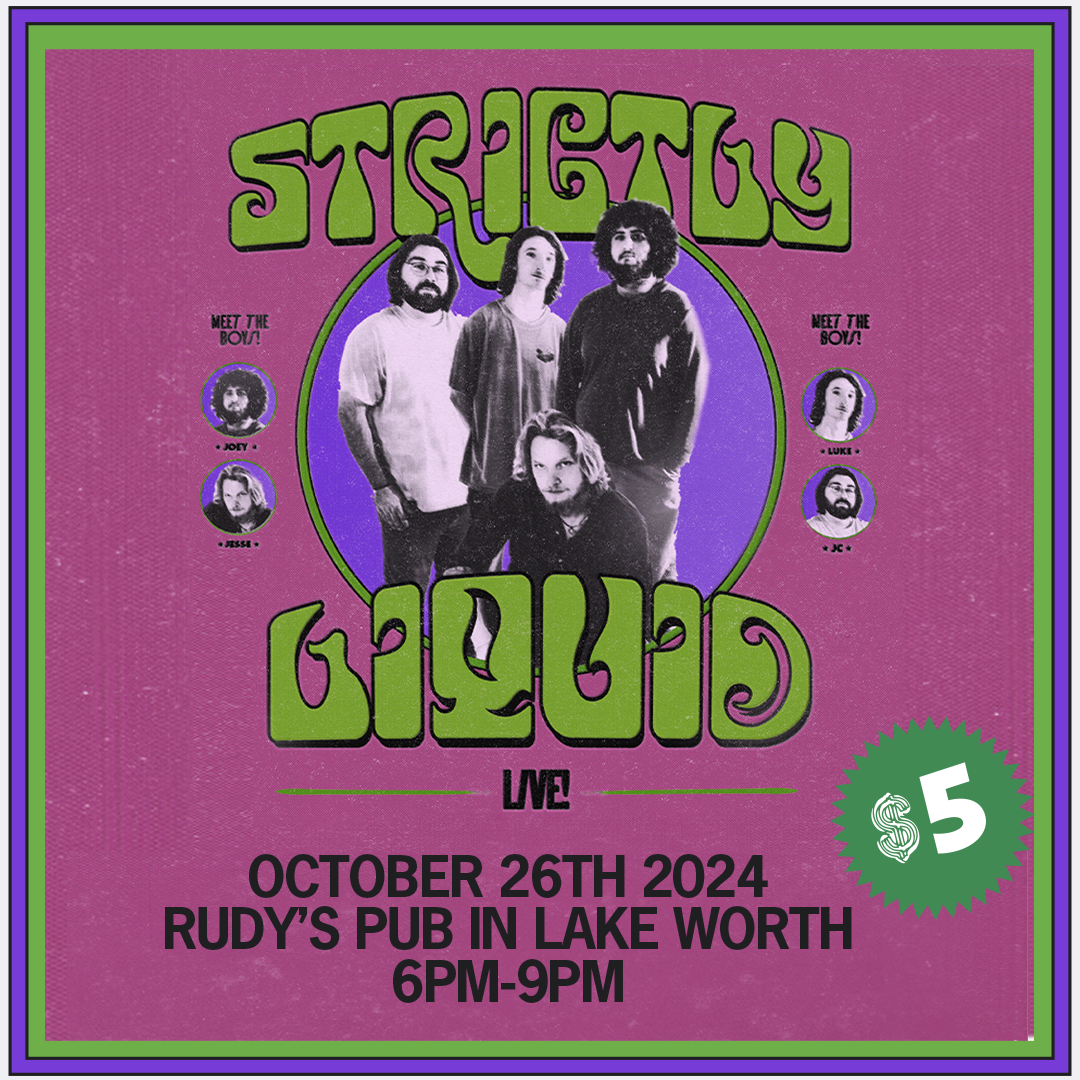 STRICTLY
MEET THE
BOYS!
★ JOEY ★
★ JESSE ★
MEET THE
BOYS!
★ LUKE ★
★ JC ★
LIQUID
LIVE!
$5
OCTOBER 26TH 2024
RUDY'S PUB IN LAKE WORTH
6PM-9PM